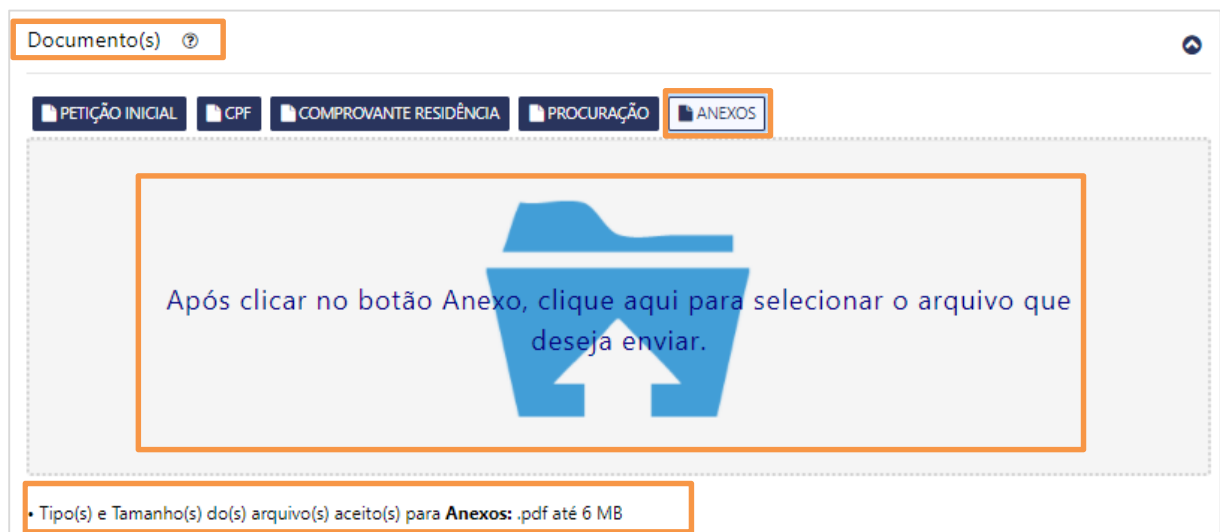 Documento(s)
PETIÇÃO INICIAL CPF COMPROVANTE RESIDÊNCIA PROCURAÇÃO ANEXOS
Após clicar no botão Anexo, clique aqui para selecionar o arquivo que
deseja enviar.
• Tipo(s) e Tamanho(s) do(s) arquivo(s) aceito(s) para Anexos: .pdf até 6 MB